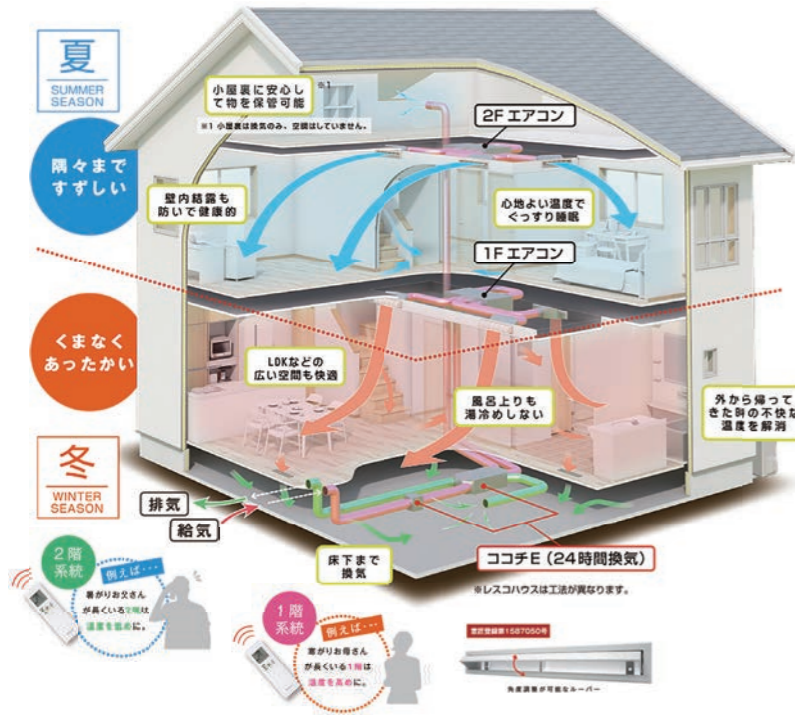 夏
SUMMER
SEASON
隅々まで
すずしい
小屋裏に安心し
て物を保管可能
※1
※1 小屋裏は換気のみ、空調はしていません。
2F エアコン
壁内結露も
防いで健康的
心地よい温度で
ぐっすり睡眠
1F エアコン
くまなく
あったかい
LDKなどの
広い空間も快適
風呂上りも
湯冷めしない
外から帰って
きた時の不快な
温度を解消
冬
WINTER
SEASON
排気
給気
床下まで
換気
ココチE(24時間換気)
※レスコハウスは工法が異なります。
2階
系統
例えば・・・
暑がりお父さん
が長くいる2階は
温度を低めに。
1階
系統
例えば・・・
寒がりお母さん
が長くいる1階は
温度を高めに。
意匠登録第1587050号
角度調整が可能なルーバー